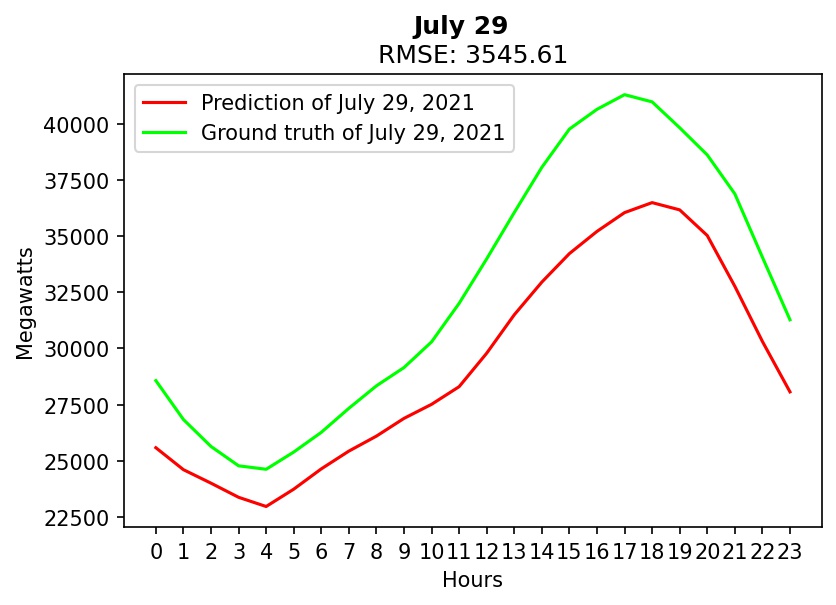 July 29
RMSE: 3545.61
Prediction of July 29, 2021
Ground truth of July 29, 2021
40000
37500
35000
32500
30000
27500
25000
22500
Megawatts
0 1 2 3 4 5 6 7 8 9 10 11 12 13 14 15 16 17 18 19 20 21 22 23
Hours